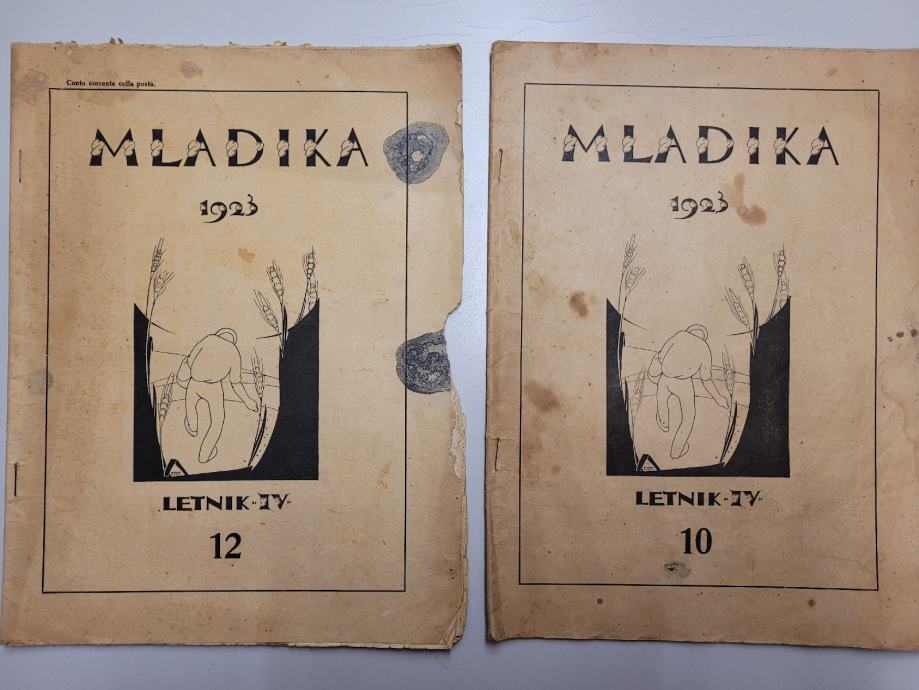 Conto corrente colla posta.
MLADIKA
1923
LETNIK·IV·
12
MLADIKA
1923
LETNIK·IV·
10